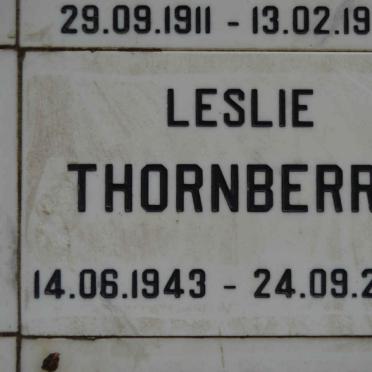 29.09.1911 - 13.02.19
LESLIE
THORNBERR
14.06.1943 - 24.09.2